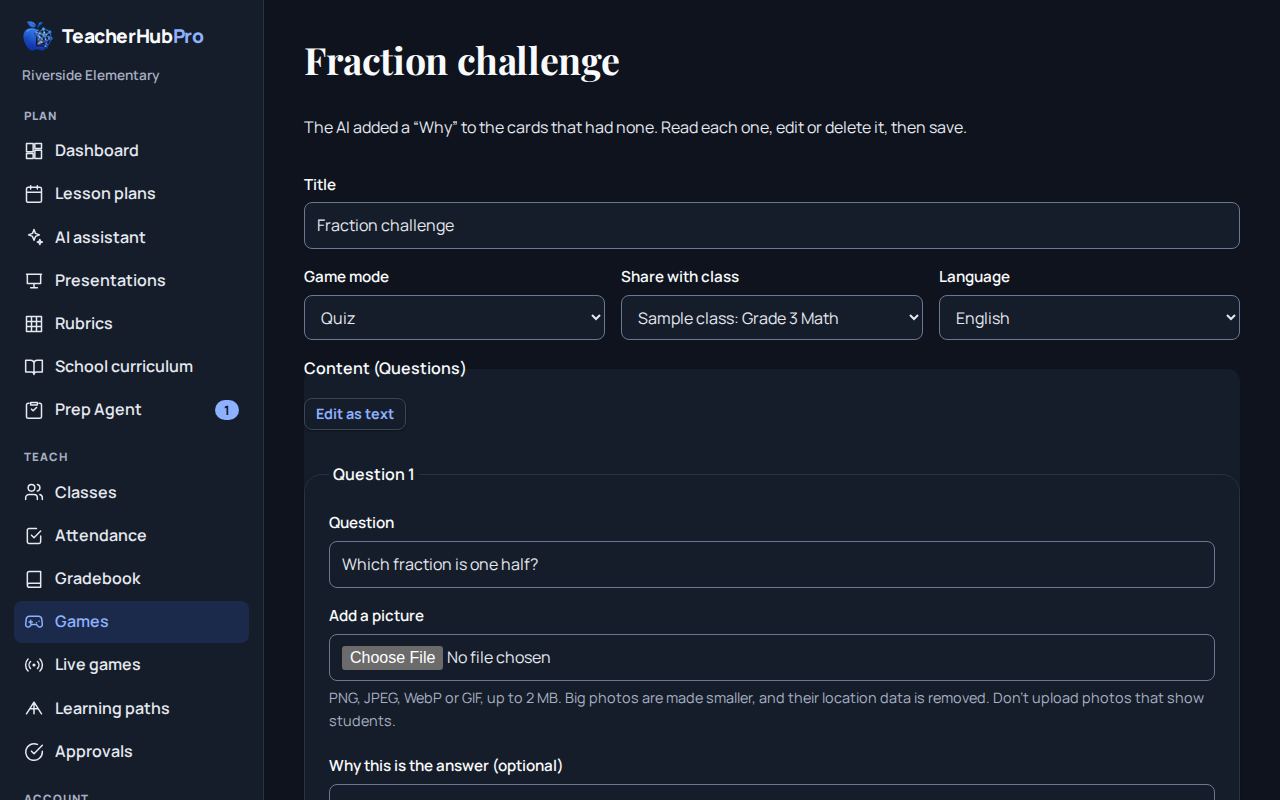 TeacherHubPro
Riverside Elementary
PLAN
Dashboard
Lesson plans
AI assistant
Presentations
Rubrics
School curriculum
Prep Agent
1
TEACH
Classes
Attendance
Gradebook
Games
Live games
Learning paths
Approvals
ACCOUNT
Fraction challenge
The AI added a “Why” to the cards that had none. Read each one, edit or delete it, then save.
Title
Fraction challenge
Game mode
Share with class
Language
Quiz
Sample class: Grade 3 Math
English
Content (Questions)
Edit as text
Question 1
Question
Which fraction is one half?
Add a picture
Choose File No file chosen
PNG, JPEG, WebP or GIF, up to 2 MB. Big photos are made smaller, and their location data is removed. Don't upload photos that show
students.
Why this is the answer (optional)